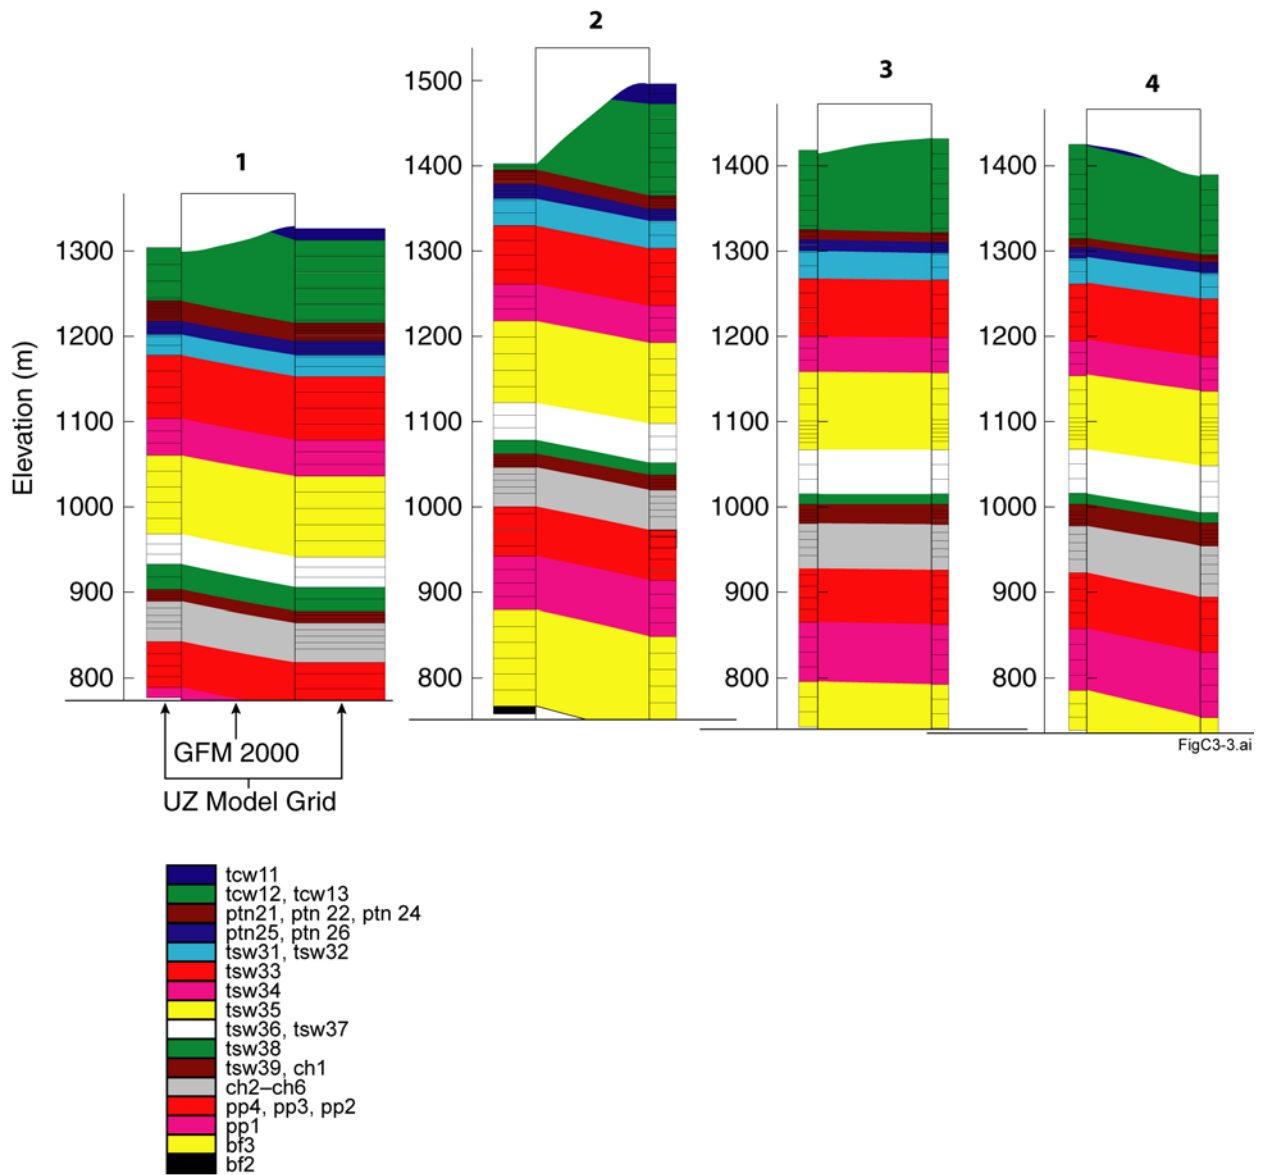 1
2
3
4
Elevation (m)
1300
1200
1100
1000
900
800
1500
1400
1300
1200
1100
1000
900
800
1400
1300
1200
1100
1000
900
800
1400
1300
1200
1100
1000
900
800
GFM 2000
UZ Model Grid
FigC3-3.ai
tcw11
tcw12, tcw13
ptn21, ptn 22, ptn 24
ptn25, ptn 26
tsw31, tsw32
tsw33
tsw34
tsw35
tsw36, tsw37
tsw38
tsw39, ch1
ch2–ch6
pp4, pp3, pp2
pp1
bf3
bf2